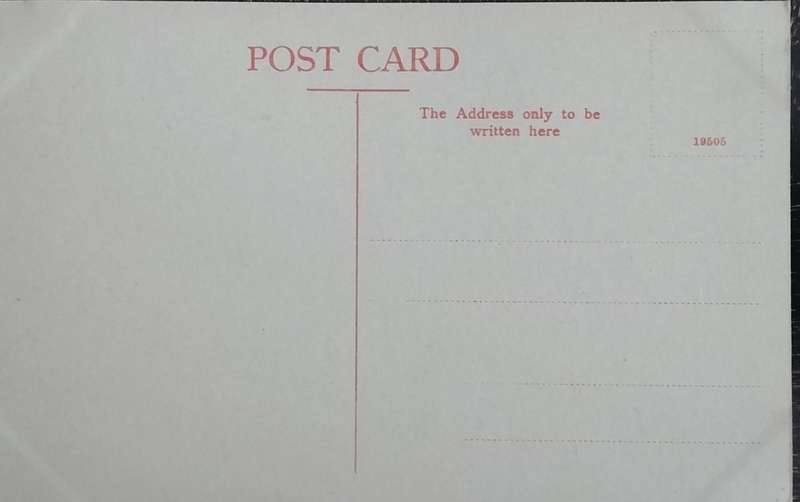 POST CARD
The Address only to be
written here
19505